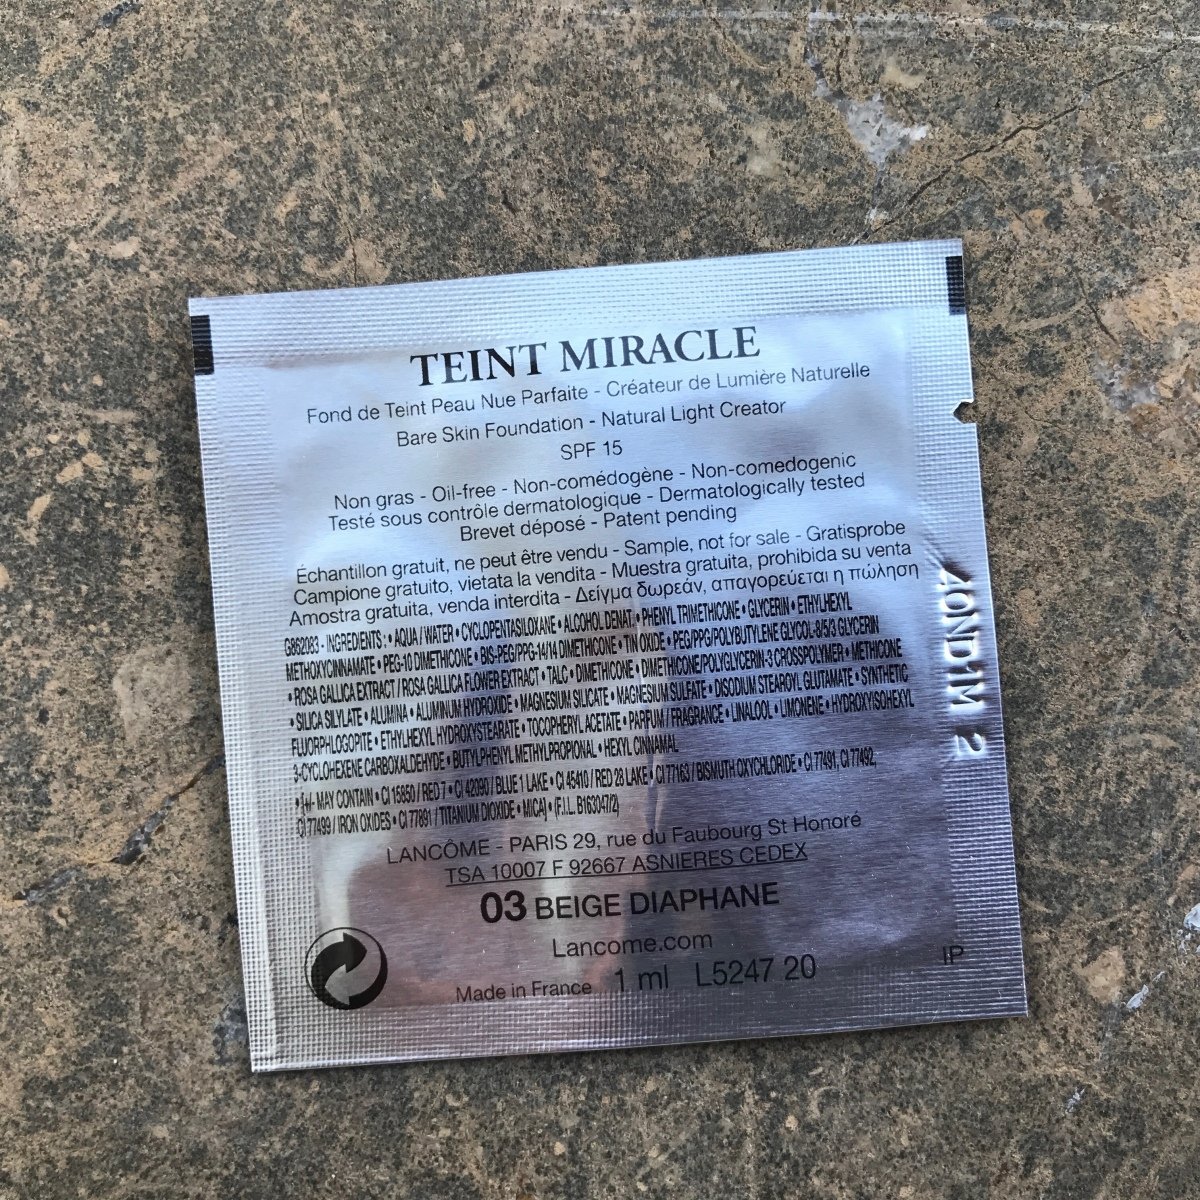 TEINT MIRACLE
Fond de Teint Peau Nue Parfaite - Créateur de Lumière Naturelle
Bare Skin Foundation - Natural Light Creator
SPF 15
Non gras - Oil-free - Non-comédogène - Non-comedogenic
Testé sous contrôle dermatologique - Dermatologically tested
Brevet déposé - Patent pending
Échantillon gratuit, ne peut être vendu - Sample, not for sale - Gratisprobe
Campione gratuito, vietata la vendita - Muestra gratuita, prohibida su venta
Amostra gratuita, venda interdita - Δείγμα δωρεάν, απαγορεύεται η πώληση
G862083 - INGREDIENTS : • AQUA / WATER • CYCLOPENTASILOXANE • ALCOHOL DENAT. • PHENYL TRIMETHICONE • GLYCERIN • ETHYLHEXYL
METHOXYCINNAMATE • PEG-10 DIMETHICONE • BIS-PEG/PPG-14/14 DIMETHICONE • TIN OXIDE • PEG/PPG/POLYBUTYLENE GLYCOL-8/5/3 GLYCERIN
• ROSA GALLICA EXTRACT / ROSA GALLICA FLOWER EXTRACT • TALC • DIMETHICONE • DIMETHICONE/POLYGLYCERIN-3 CROSSPOLYMER • METHICONE
• SILICA SILYLATE • ALUMINA • ALUMINUM HYDROXIDE • MAGNESIUM SILICATE • MAGNESIUM SULFATE • DISODIUM STEAROYL GLUTAMATE • SYNTHETIC
FLUORPHLOGOPITE • ETHYLHEXYL HYDROXYSTEARATE • TOCOPHERYL ACETATE • PARFUM / FRAGRANCE • LINALOOL • LIMONENE • HYDROXYISOHEXYL
3-CYCLOHEXENE CARBOXALDEHYDE • BUTYLPHENYL METHYLPROPIONAL • HEXYL CINNAMAL
• [+/- MAY CONTAIN • CI 15850 / RED 7 • CI 42090 / BLUE 1 LAKE • CI 45410 / RED 28 LAKE • CI 77163 / BISMUTH OXYCHLORIDE • CI 77491, CI 77492,
CI 77499 / IRON OXIDES • CI 77891 / TITANIUM DIOXIDE • MICA] • (F.I.L. B163047/2)
LANCÔME - PARIS 29, rue du Faubourg St Honoré
TSA 10007 F 92667 ASNIERES CEDEX
03 BEIGE DIAPHANE
Lancome.com
Made in France 1 ml L5247 20
IP